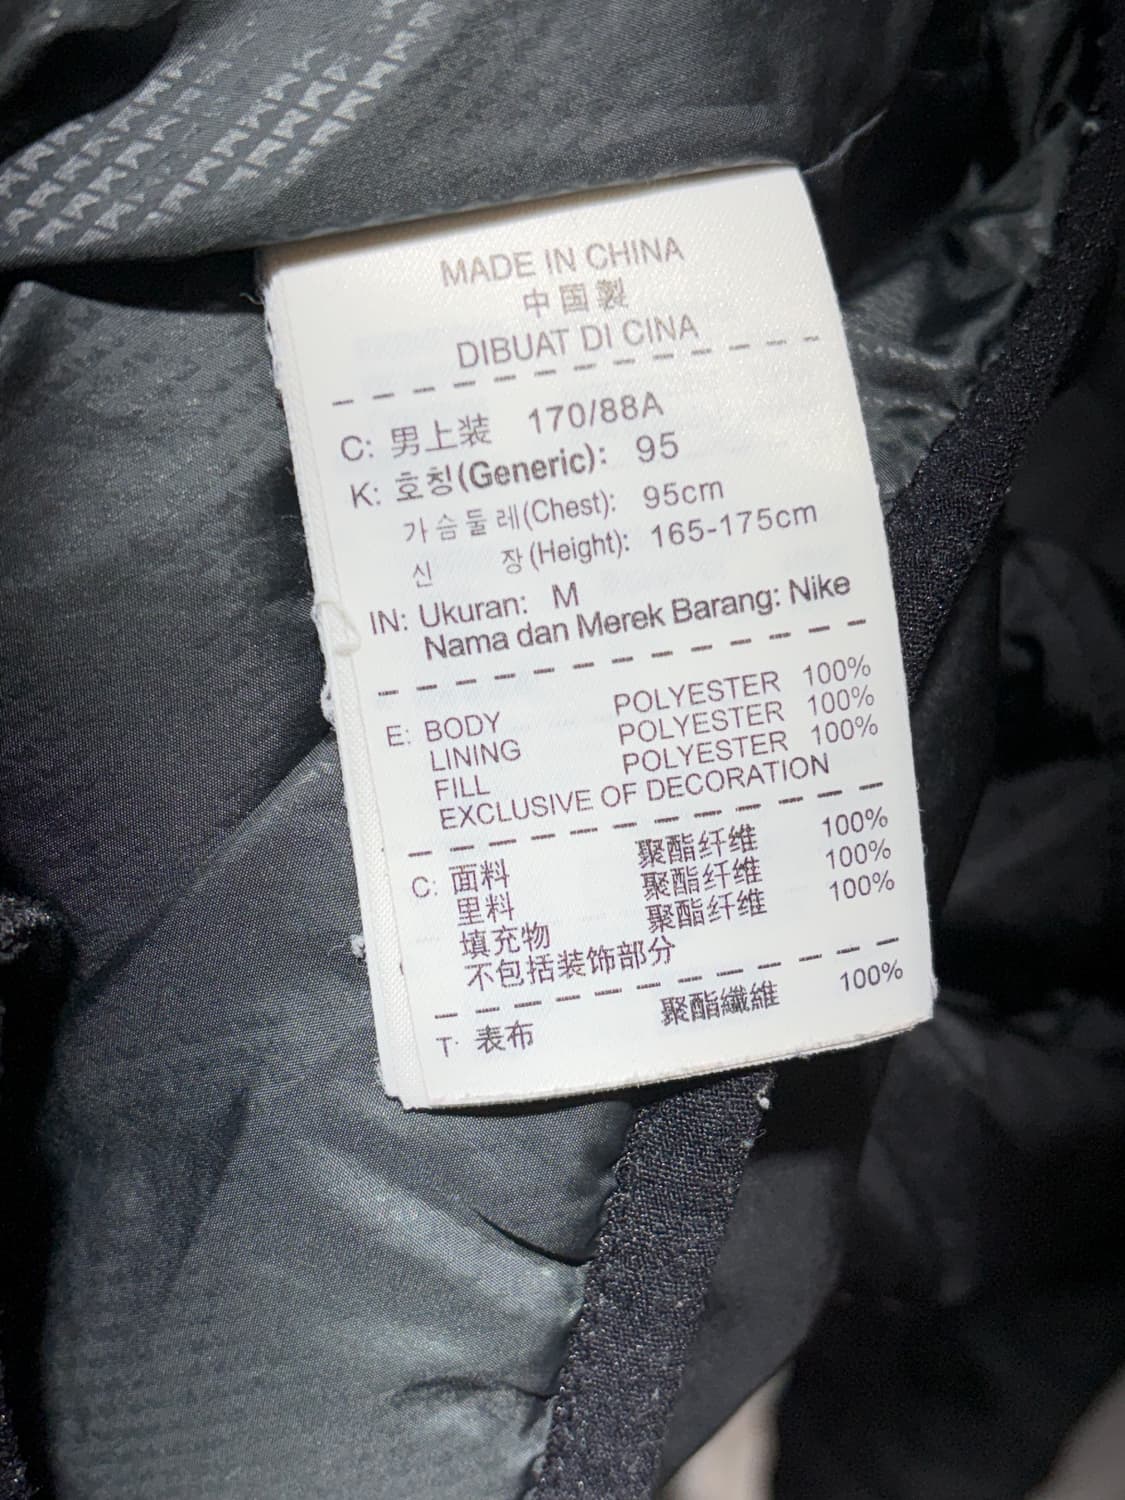 MADE IN CHINA
中国製
DIBUAT DI CINA
C: 男上装 170/88A
K: 호칭(Generic): 95
가슴둘레(Chest): 95cm
신 장(Height): 165-175cm
IN: Ukuran: M
Nama dan Merek Barang: Nike
E: BODY POLYESTER 100%
LINING POLYESTER 100%
FILL POLYESTER 100%
EXCLUSIVE OF DECORATION
C: 面料 聚酯纤维 100%
里料 聚酯纤维 100%
填充物 聚酯纤维 100%
不包括装饰部分
T: 表布 聚酯纖維 100%